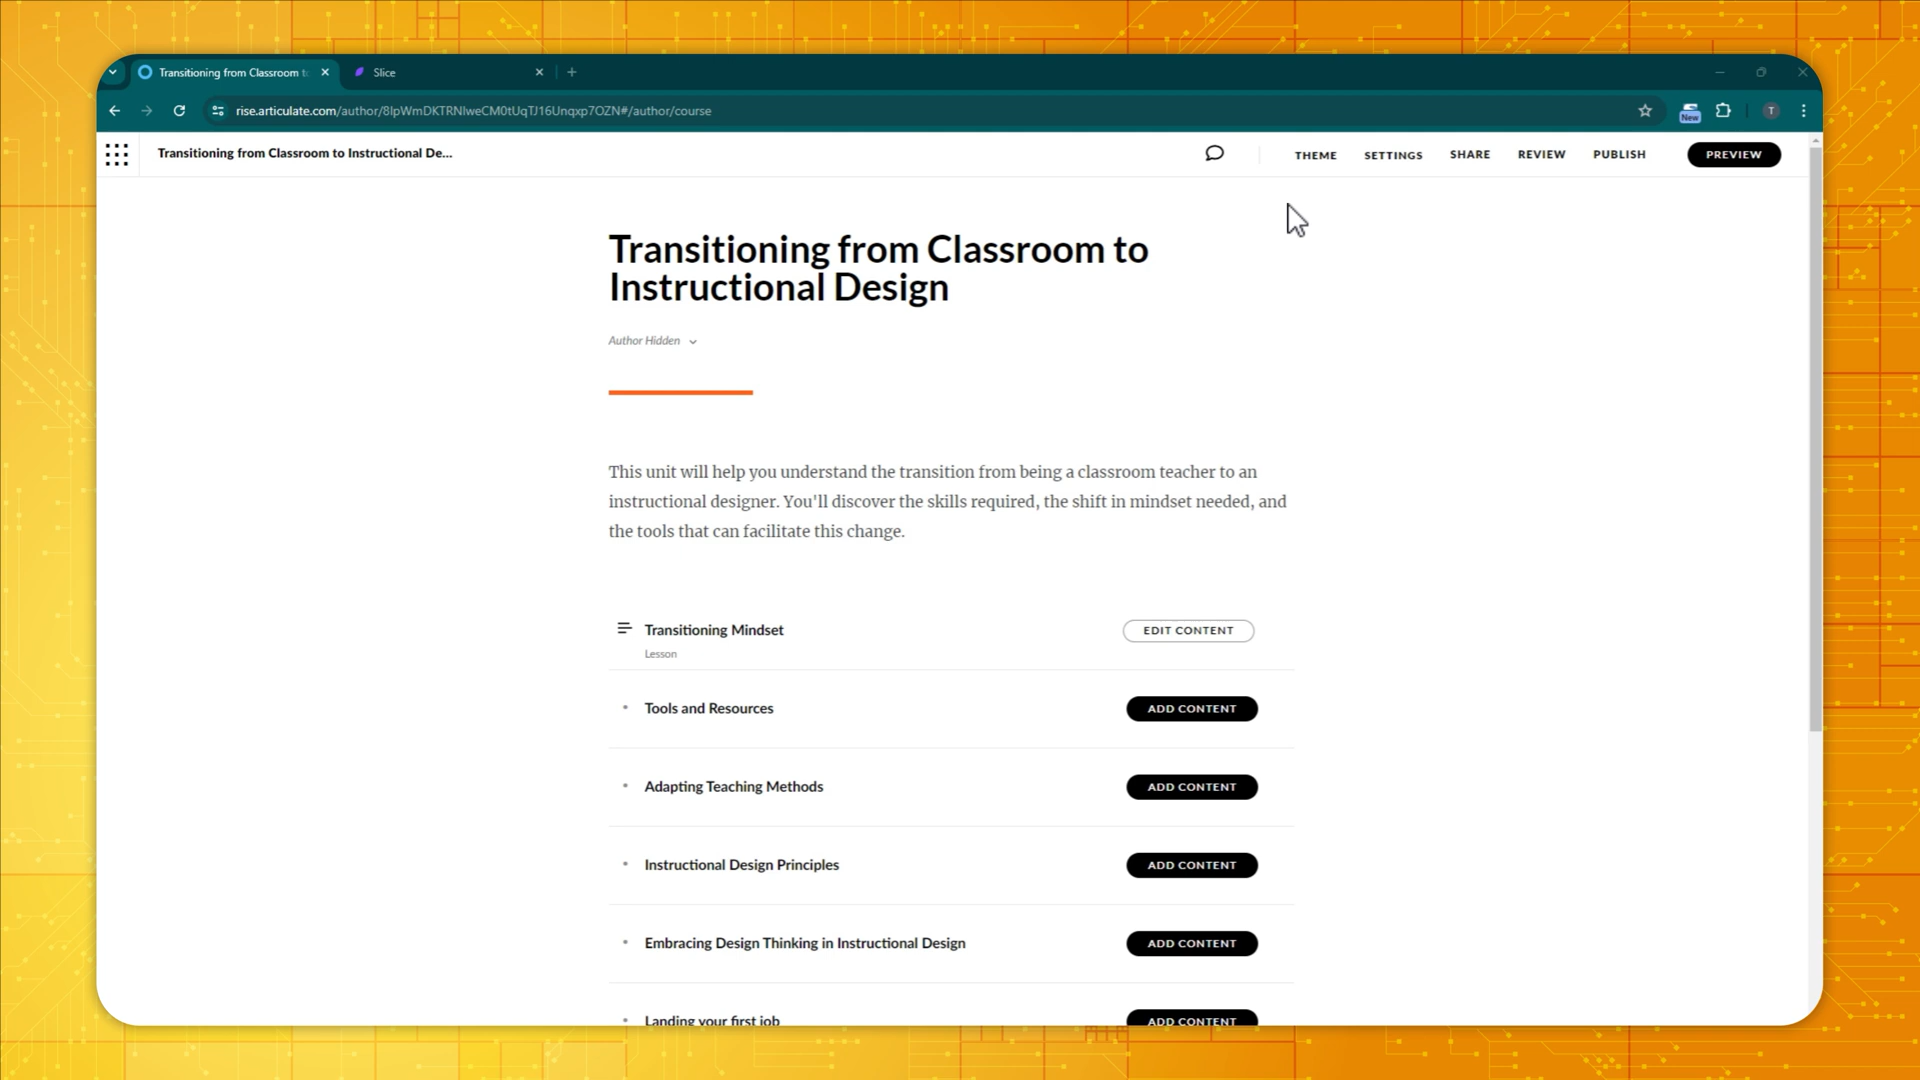 Transitioning from Classroom to
Slice
rise.articulate.com/author/8IpWmDKTRNIweCM0tUqTJ16Unqxp7OZN#/author/course
New
T
Transitioning from Classroom to Instructional De...
THEME
SETTINGS
SHARE
REVIEW
PUBLISH
PREVIEW
Transitioning from Classroom to
Instructional Design
Author Hidden
This unit will help you understand the transition from being a classroom teacher to an
instructional designer. You'll discover the skills required, the shift in mindset needed, and
the tools that can facilitate this change.
Transitioning Mindset
EDIT CONTENT
Lesson
Tools and Resources
ADD CONTENT
Adapting Teaching Methods
ADD CONTENT
Instructional Design Principles
ADD CONTENT
Embracing Design Thinking in Instructional Design
ADD CONTENT
Landing your first job
ADD CONTENT